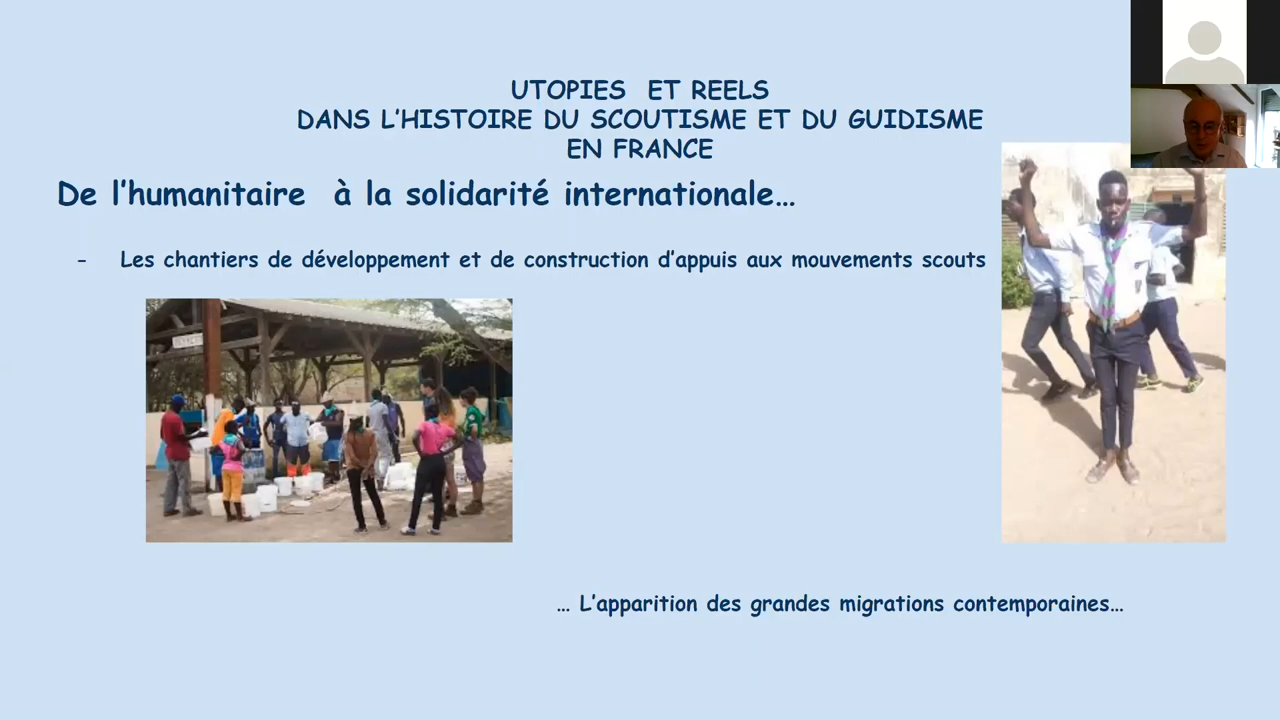 UTOPIES ET REELS
DANS L'HISTOIRE DU SCOUTISME ET DU GUIDISME
EN FRANCE
De l'humanitaire à la solidarité internationale...
- Les chantiers de développement et de construction d'appuis aux mouvements scouts
... L'apparition des grandes migrations contemporaines...